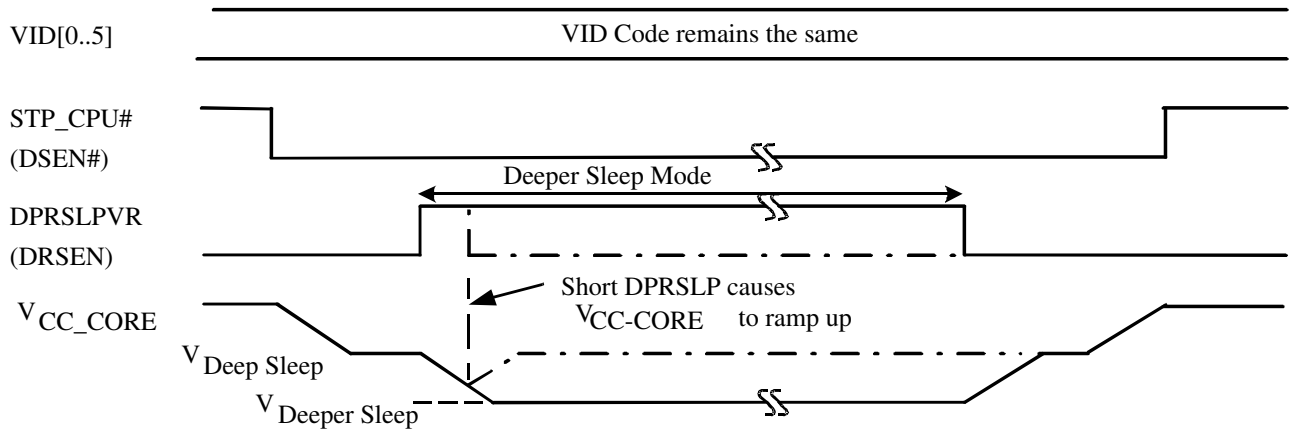 VID[0..5]
VID Code remains the same
STP_CPU#
(DSEN#)
Deeper Sleep Mode
DPRSLPVR
(DRSEN)
Short DPRSLP causes
VCC-CORE to ramp up
VCC_CORE
VDeep Sleep
VDeeper Sleep